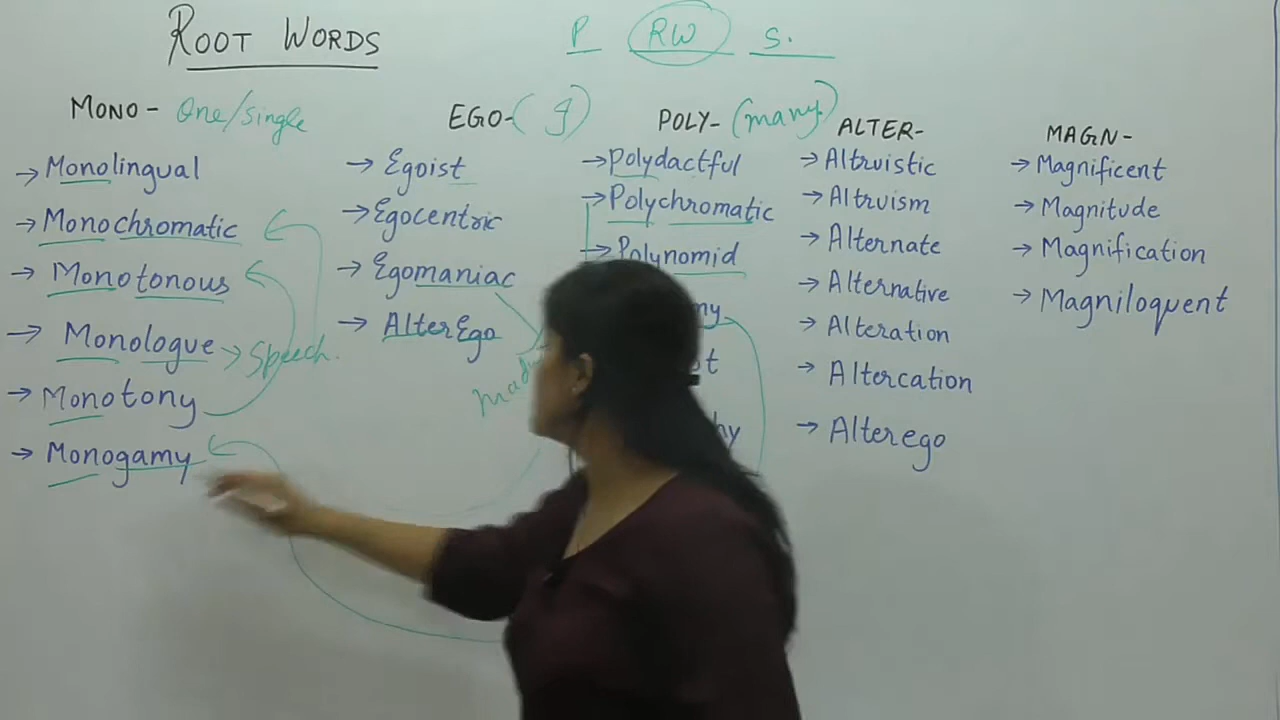 ROOT WORDS
P RW S.
MONO - One/single
→ Monolingual
→ Monochromatic
→ Monotonous
→ Monologue → Speech.
→ Monotony
→ Monogamy
EGO-
→ Egoist
→ Egocentric
→ Egomaniac
→ AlterEgo
POLY- (many)
→ Polydactful
→ Polychromatic
→ Polynomid
ALTER-
→ Altruistic
→ Altruism
→ Alternate
→ Alternative
→ Alteration
→ Altercation
→ Alterego
MAGN-
→ Magnificent
→ Magnitude
→ Magnification
→ Magniloquent